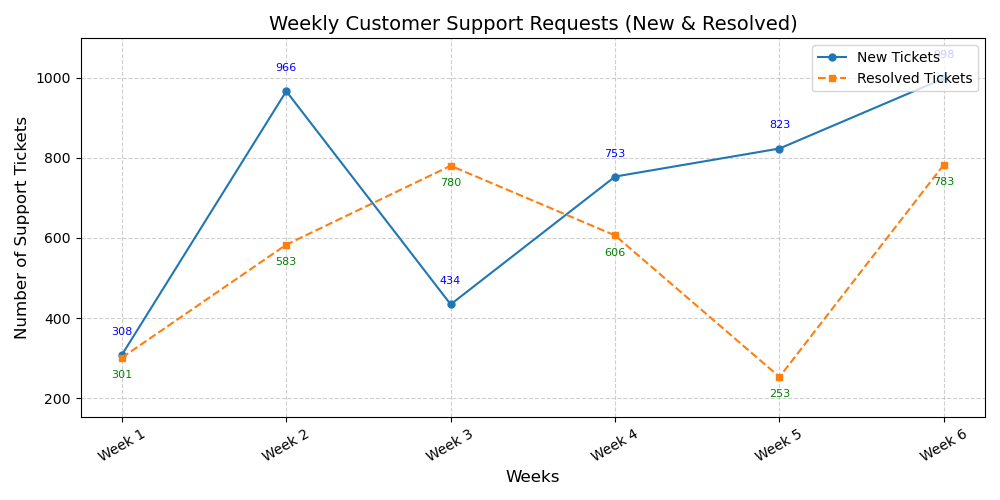 Weekly Customer Support Requests (New & Resolved)
New Tickets
Resolved Tickets
Number of Support Tickets
1000
800
600
400
200
308
966
434
753
823
998
301
583
780
606
253
783
Week 1
Week 2
Week 3
Week 4
Week 5
Week 6
Weeks